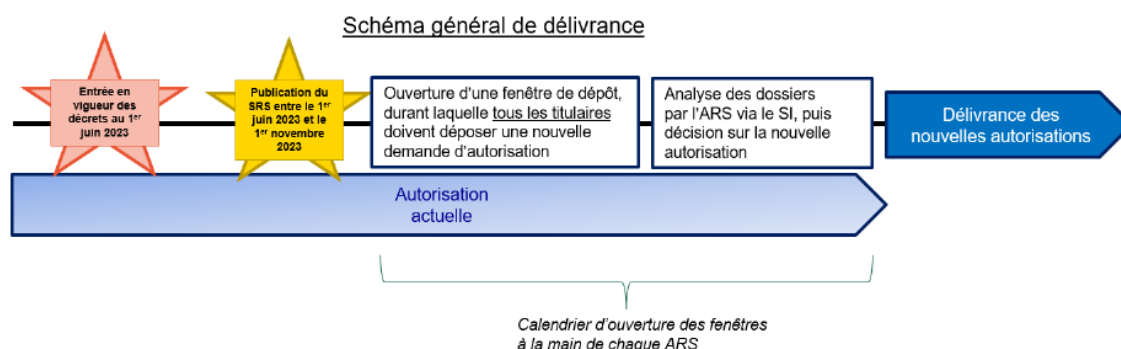 Schéma général de délivrance
Entrée en
vigueur des
décrets au 1er
juin 2023
Publication du
SRS entre le 1er
juin 2023 et le
1er novembre
2023
Ouverture d'une fenêtre de dépôt,
durant laquelle tous les titulaires
doivent déposer une nouvelle
demande d'autorisation
Analyse des dossiers
par l'ARS via le SI, puis
décision sur la nouvelle
autorisation
Délivrance des
nouvelles autorisations
Autorisation
actuelle
Calendrier d'ouverture des fenêtres
à la main de chaque ARS